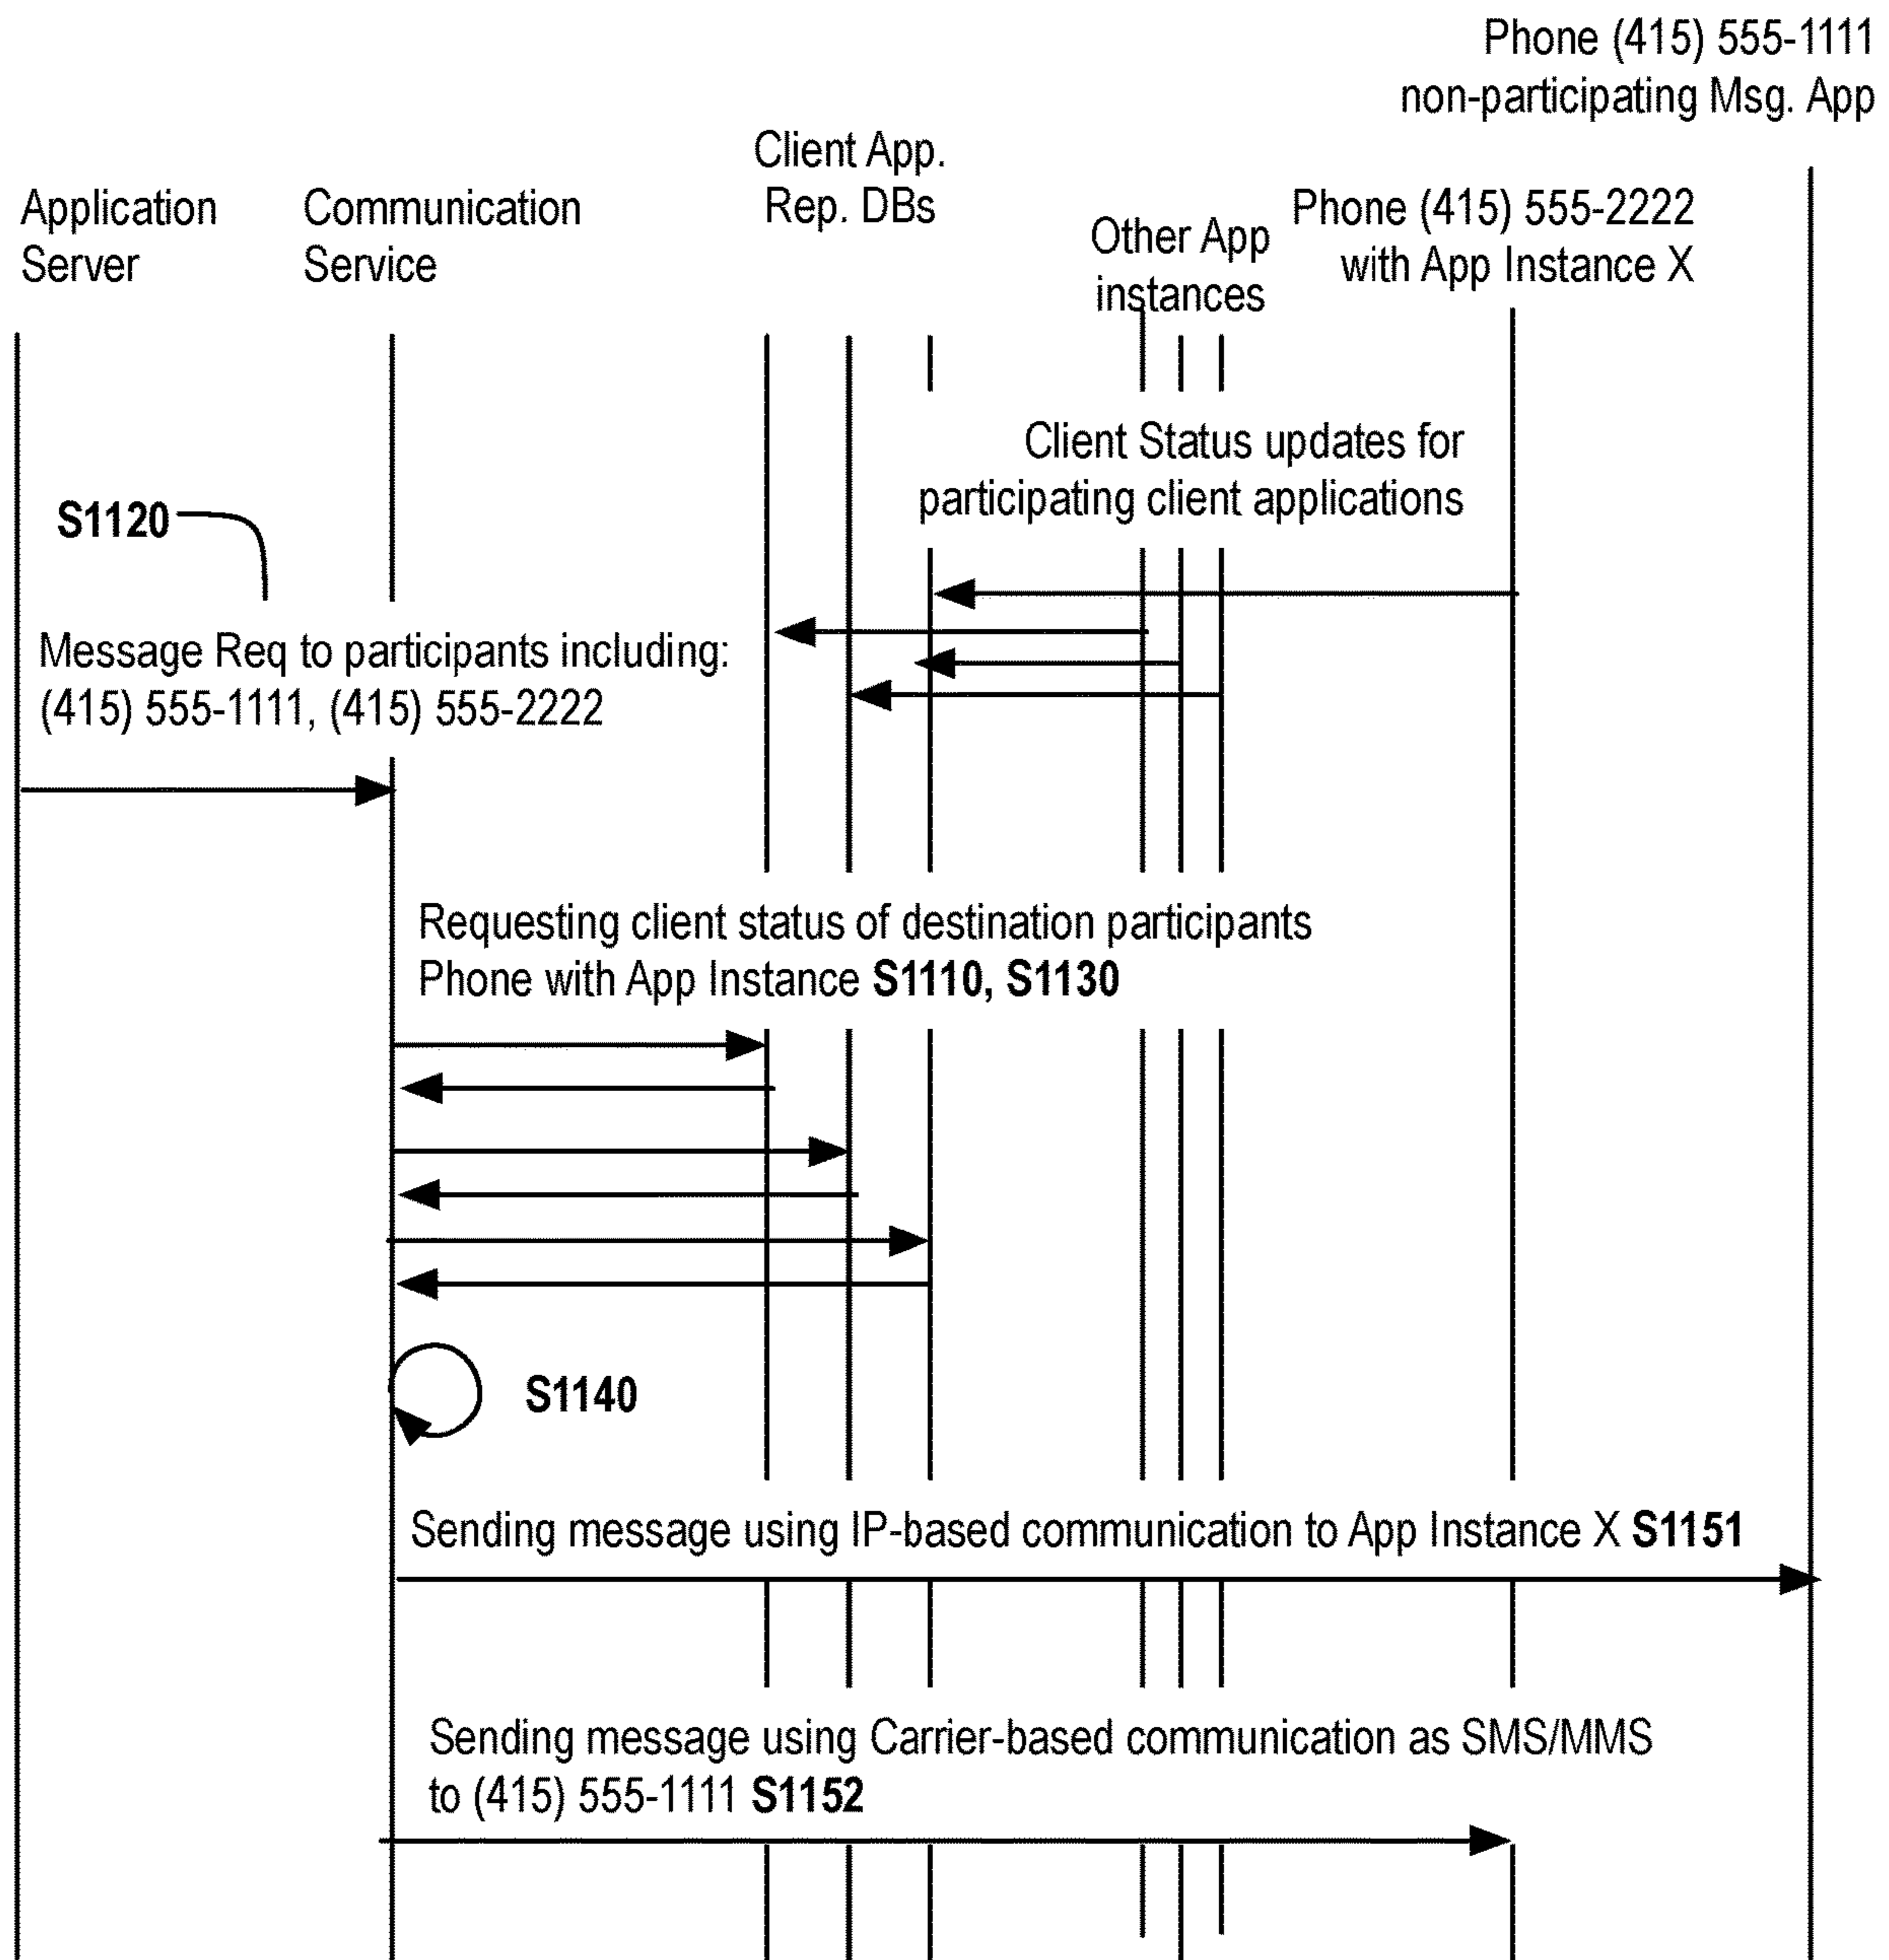 Phone (415) 555-1111
non-participating Msg. App
Client App.
Rep. DBs
Application
Server
Communication
Service
Other App
instances
Phone (415) 555-2222
with App Instance X
Client Status updates for
participating client applications
S1120
Message Req to participants including:
(415) 555-1111, (415) 555-2222
Requesting client status of destination participants
Phone with App Instance S1110, S1130
S1140
Sending message using IP-based communication to App Instance X S1151
Sending message using Carrier-based communication as SMS/MMS
to (415) 555-1111 S1152